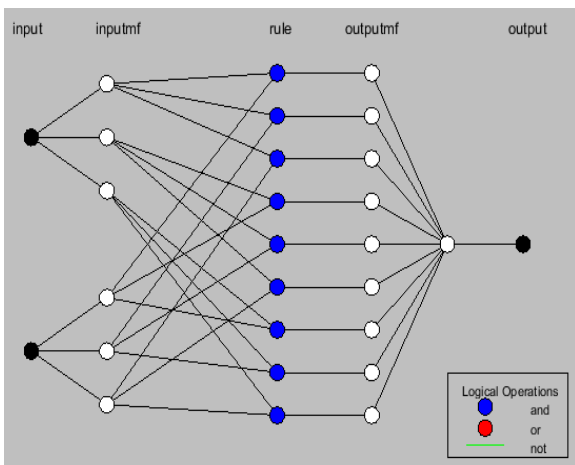 input inputmf rule outputmf output
Logical Operations
and
or
not